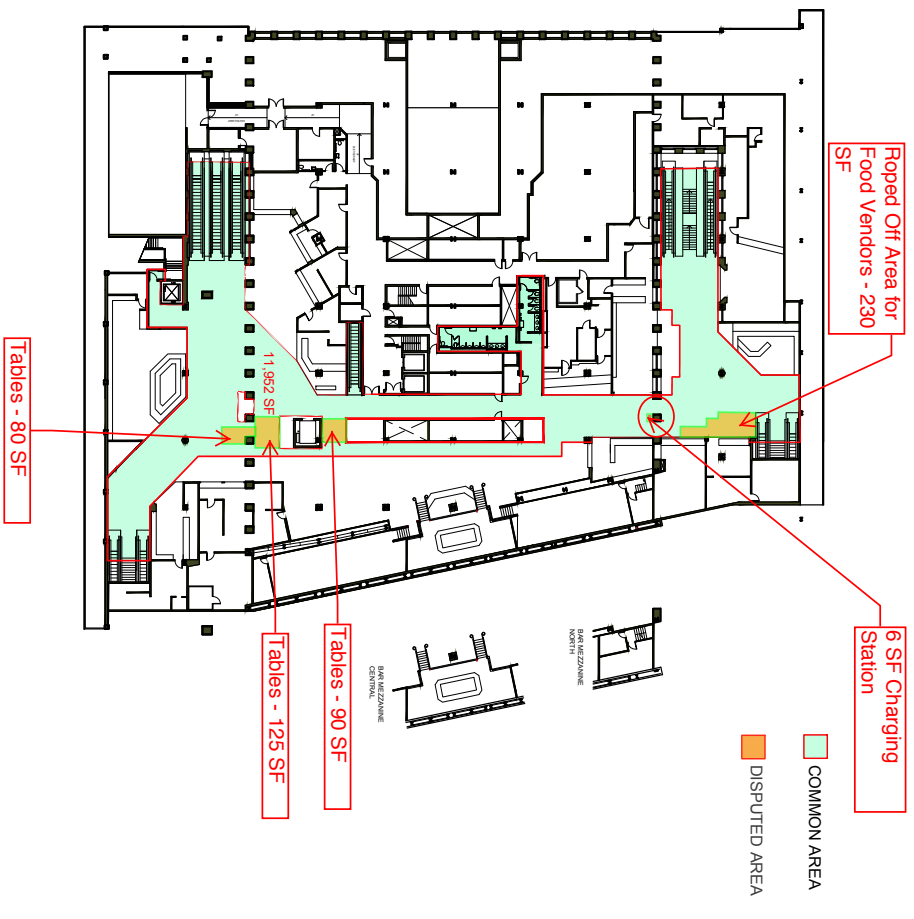 Roped Off Area for
Food Vendors - 230
SF
6 SF Charging
Station
COMMON AREA
DISPUTED AREA
BAR MEZZANINE
NORTH
BAR MEZZANINE
CENTRAL
Tables - 90 SF
Tables - 125 SF
11,952 SF
Tables - 80 SF